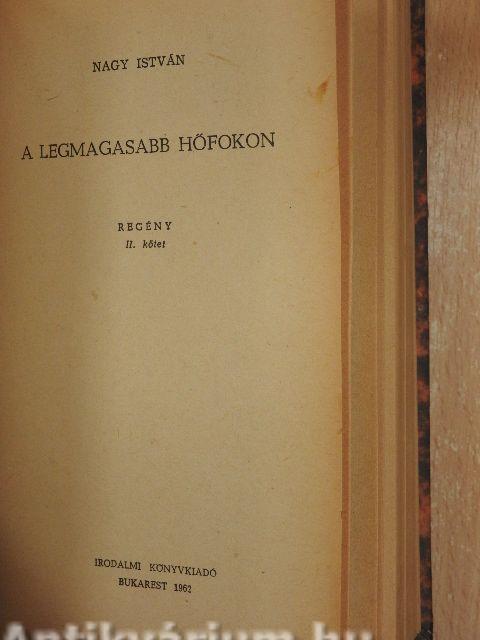 NAGY ISTVÁN
A LEGMAGASABB HŐFOKON
REGÉNY
II. kötet
IRODALMI KÖNYVKIADÓ
BUKAREST 1962
Antikvárium.hu